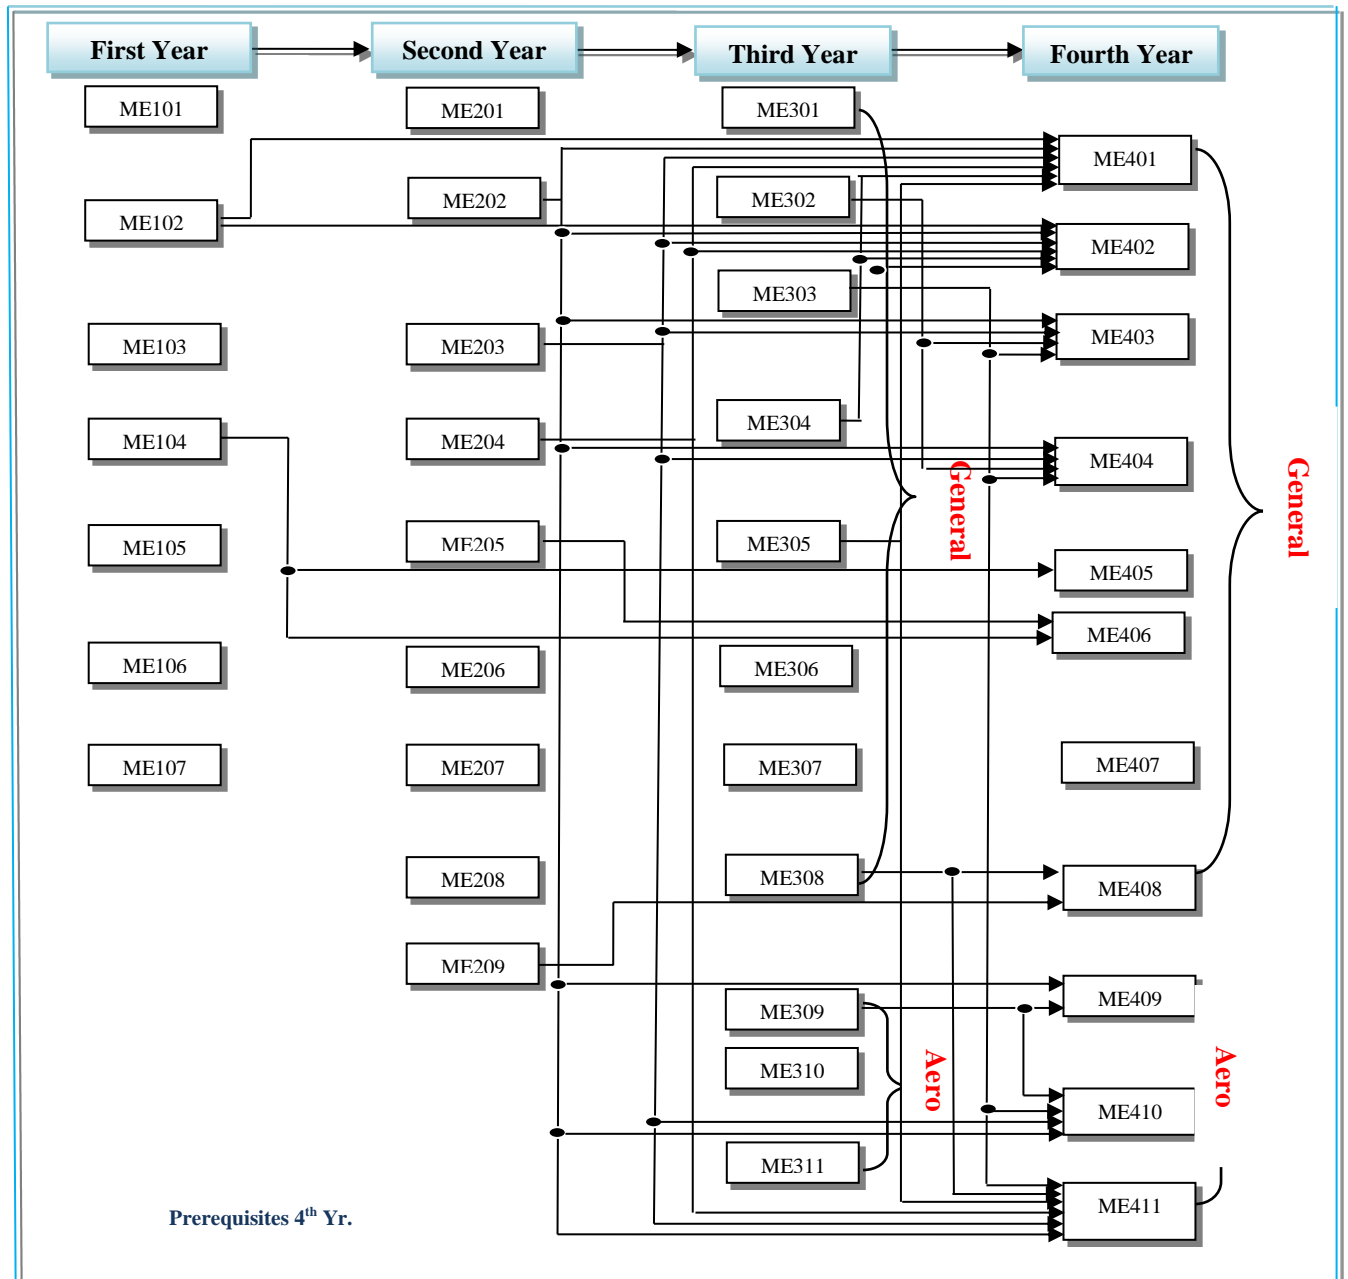 First Year
Second Year
Third Year
Fourth Year
ME101
ME201
ME301
ME401
ME102
ME202
ME302
ME402
ME303
ME103
ME203
ME403
ME104
ME204
ME304
ME404
General
General
ME105
ME205
ME305
ME405
ME406
ME106
ME206
ME306
ME107
ME207
ME307
ME407
ME208
ME308
ME408
ME209
ME309
ME409
ME310
Aero
Aero
ME410
ME311
ME411
Prerequisites 4th Yr.